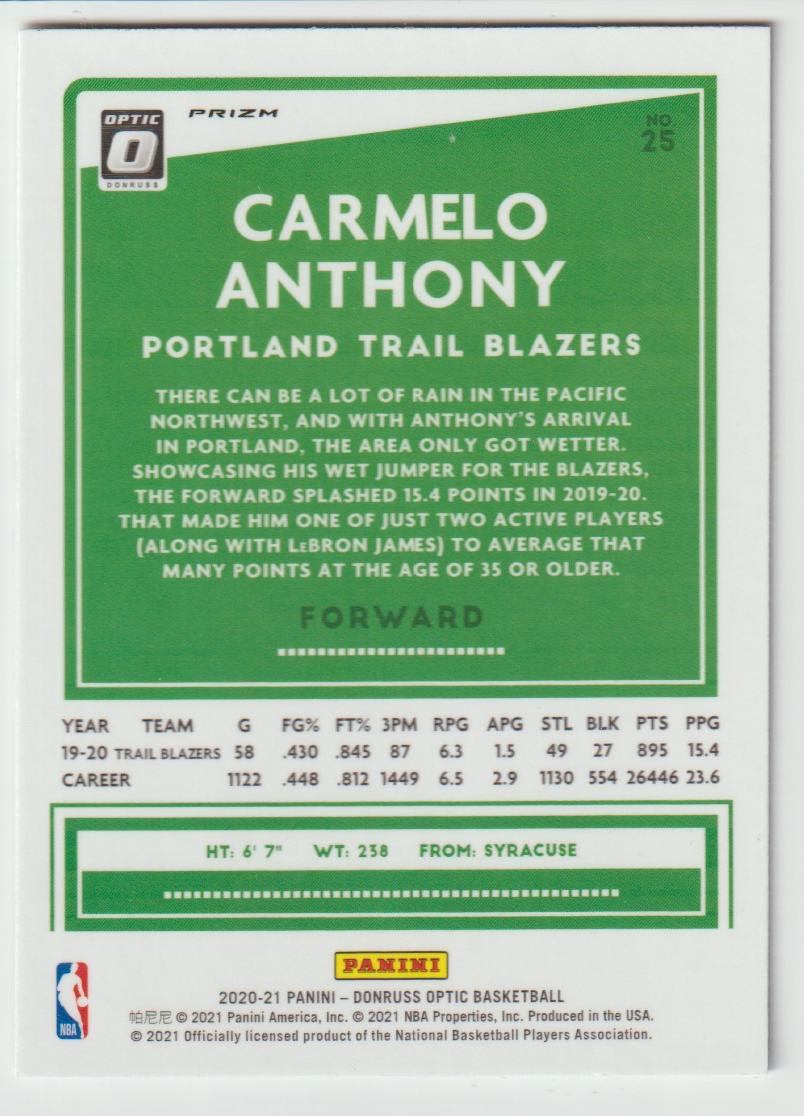 OPTIC
O
DONRUSS
PRIZM
NO.
25
CARMELO
ANTHONY
PORTLAND TRAIL BLAZERS
THERE CAN BE A LOT OF RAIN IN THE PACIFIC
NORTHWEST, AND WITH ANTHONY'S ARRIVAL
IN PORTLAND, THE AREA ONLY GOT WETTER.
SHOWCASING HIS WET JUMPER FOR THE BLAZERS,
THE FORWARD SPLASHED 15.4 POINTS IN 2019-20.
THAT MADE HIM ONE OF JUST TWO ACTIVE PLAYERS
(ALONG WITH LeBRON JAMES) TO AVERAGE THAT
MANY POINTS AT THE AGE OF 35 OR OLDER.
FORWARD
YEAR TEAM G FG% FT% 3PM RPG APG STL BLK PTS PPG
19-20 TRAIL BLAZERS 58 .430 .845 87 6.3 1.5 49 27 895 15.4
CAREER 1122 .448 .812 1449 6.5 2.9 1130 554 26446 23.6
HT: 6' 7" WT: 238 FROM: SYRACUSE
PANINI
NBA
2020-21 PANINI – DONRUSS OPTIC BASKETBALL
帕尼尼 © 2021 Panini America, Inc. © 2021 NBA Properties, Inc. Produced in the USA.
© 2021 Officially licensed product of the National Basketball Players Association.